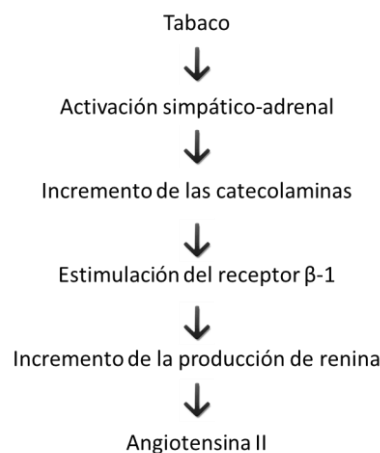 Tabaco
Activación simpático-adrenal
Incremento de las catecolaminas
Estimulación del receptor β-1
Incremento de la producción de renina
Angiotensina II